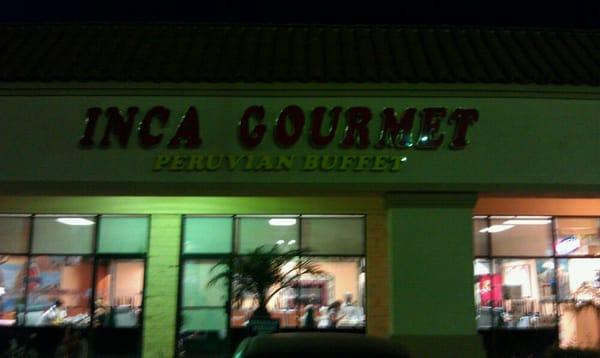 INCA GOURMET
PERUVIAN BUFFET